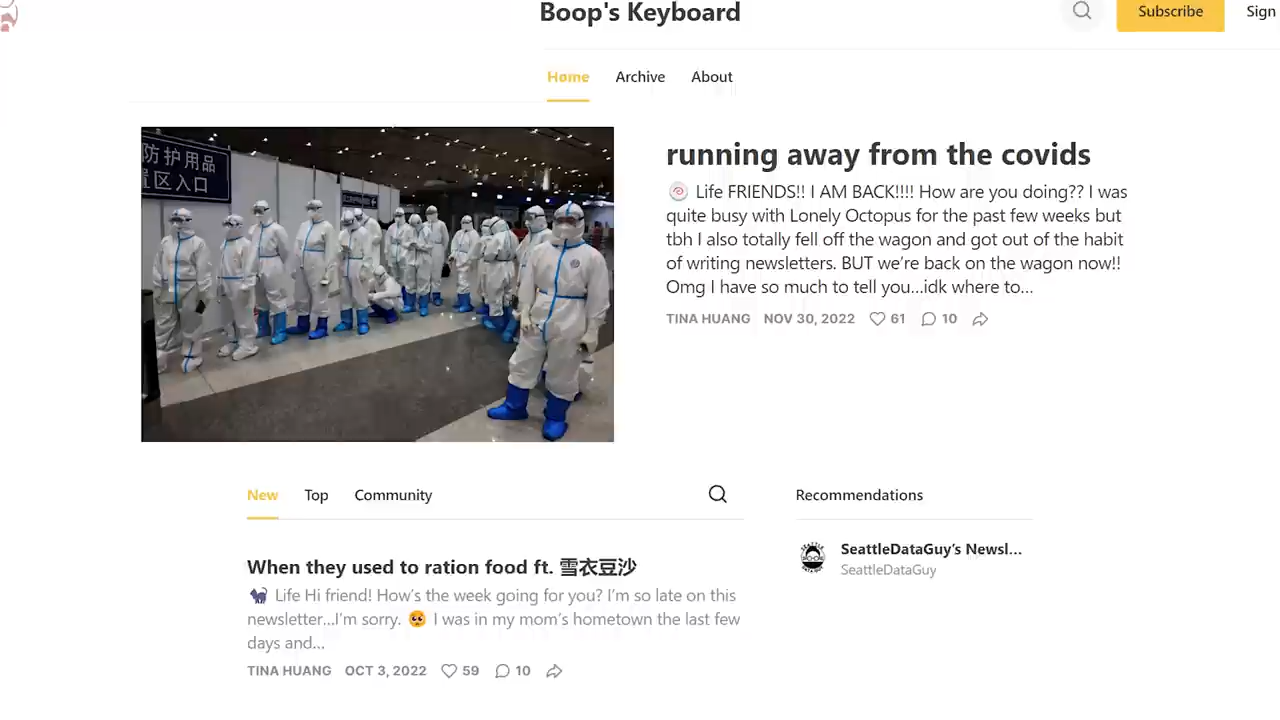 Boop's Keyboard
Subscribe
Sign
Home
Archive
About
防护用品
置区入口
running away from the covids
Life FRIENDS!! I AM BACK!!!! How are you doing?? I was
quite busy with Lonely Octopus for the past few weeks but
tbh I also totally fell off the wagon and got out of the habit
of writing newsletters. BUT we're back on the wagon now!!
Omg I have so much to tell you...idk where to...
TINA HUANG NOV 30, 2022 61 10
New
Top
Community
Recommendations
When they used to ration food ft. 雪衣豆沙
Life Hi friend! How's the week going for you? I'm so late on this
newsletter...I'm sorry. 🥺 I was in my mom's hometown the last few
days and...
TINA HUANG OCT 3, 2022 59 10
SeattleDataGuy's Newsl...
SeattleDataGuy